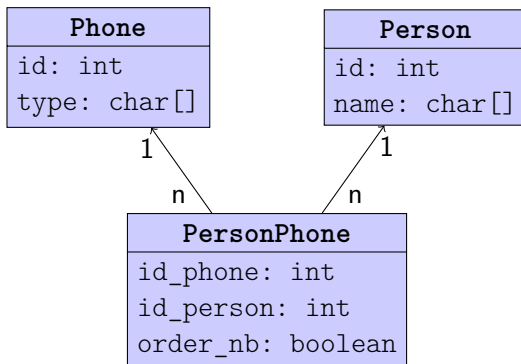 Phone
id: int
type: char[]
Person
id: int
name: char[]
1
1
n
n
PersonPhone
id_phone: int
id_person: int
order_nb: boolean